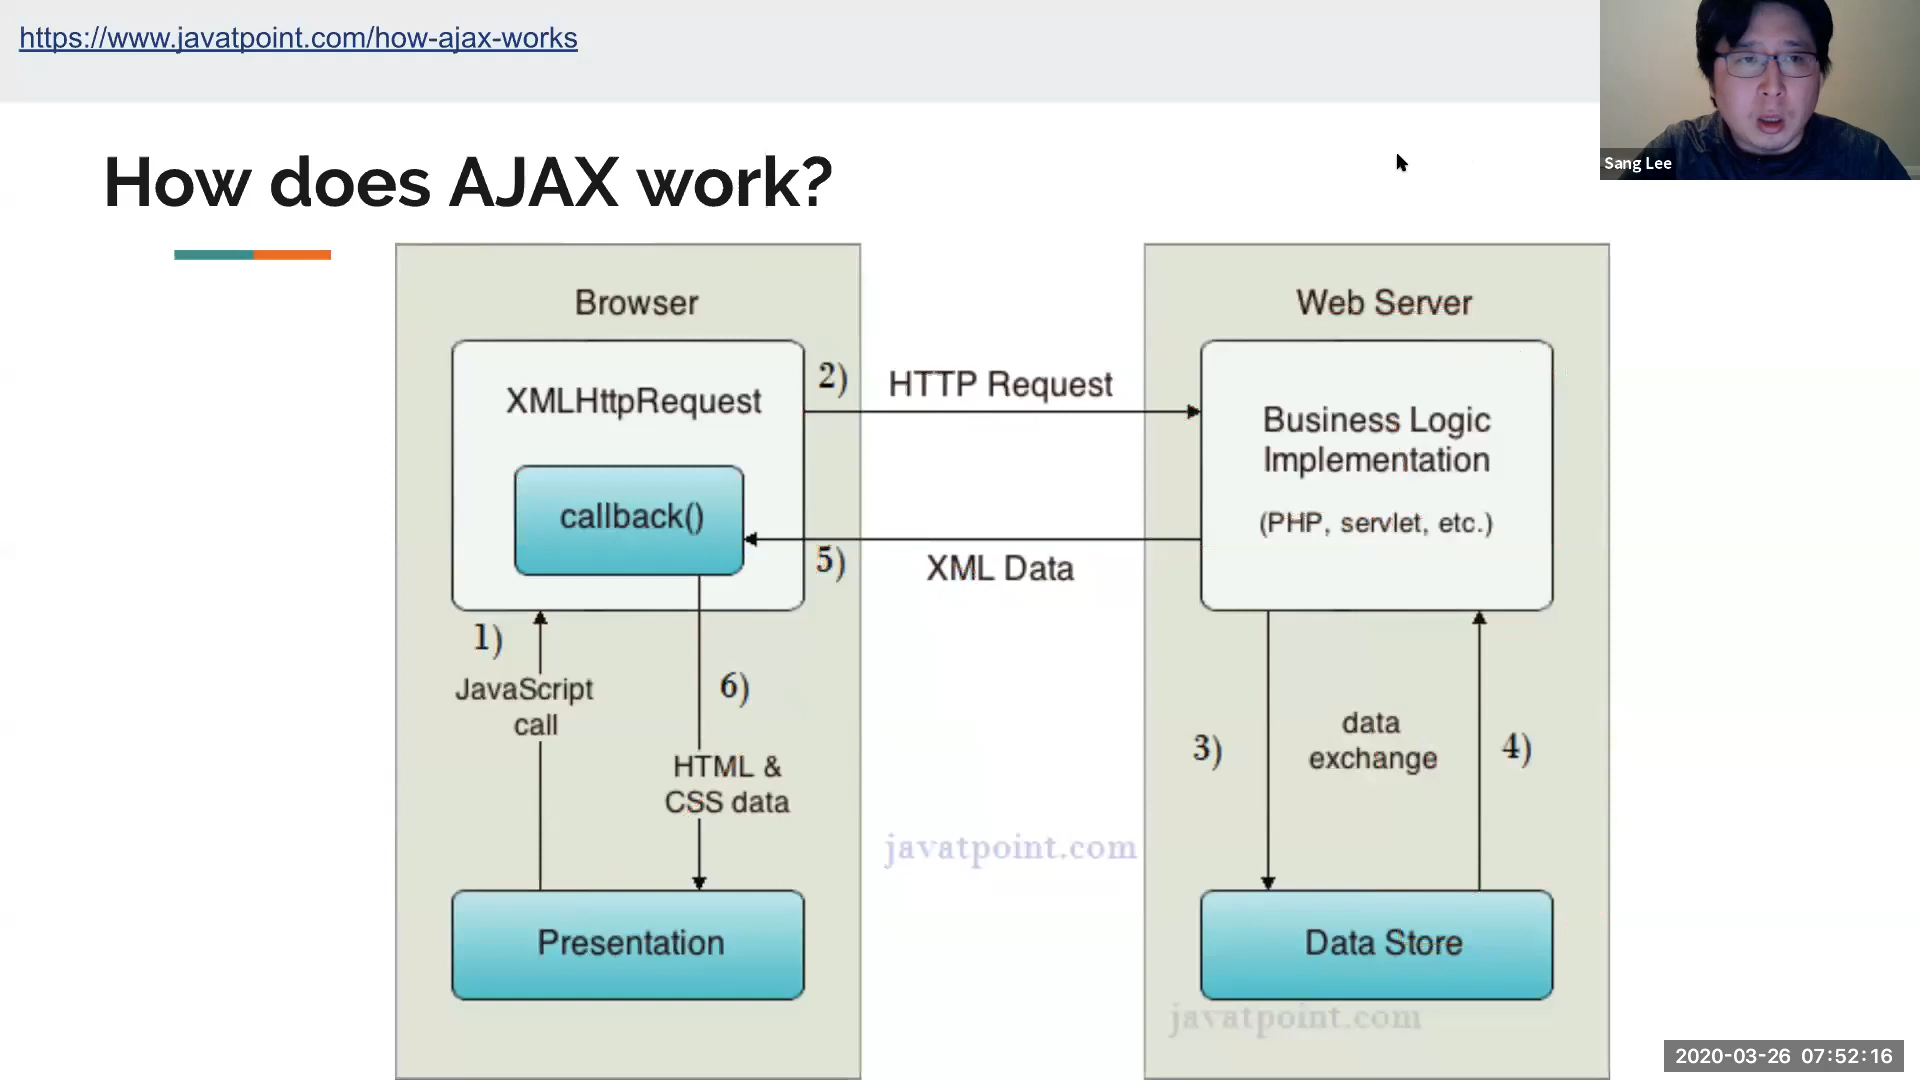 https://www.javatpoint.com/how-ajax-works
Sang Lee
How does AJAX work?
Browser
Web Server
XMLHttpRequest
2)
HTTP Request
Business Logic
Implementation
(PHP, servlet, etc.)
callback()
5)
XML Data
1)
JavaScript
call
6)
HTML &
CSS data
3)
data
exchange
4)
javatpoint.com
Presentation
Data Store
javatpoint.com
2020-03-26 07:52:16